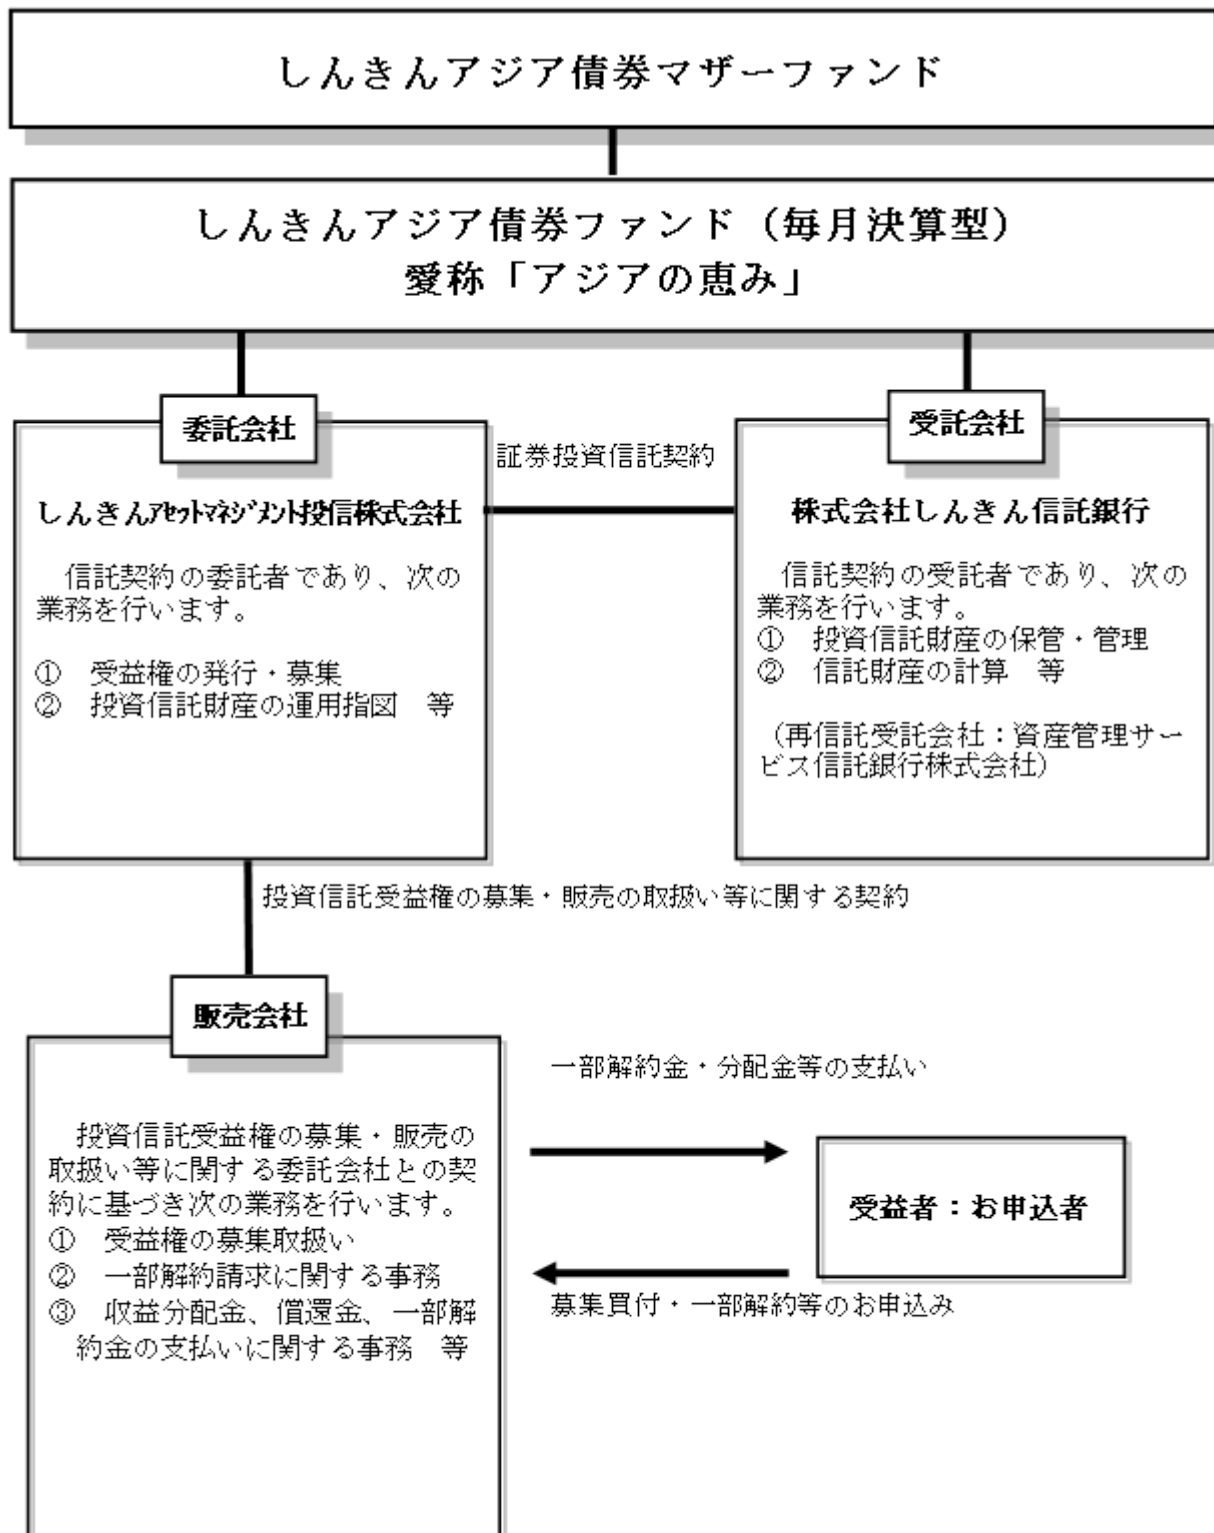 しんきんアジア債券マザーファンド
しんきんアジア債券ファンド（毎月決算型）
愛称「アジアの恵み」
委託会社
しんきんｱｾｯﾄﾏﾈｼﾞﾒﾝﾄ投信株式会社
　信託契約の委託者であり、次の
業務を行います。
①　受益権の発行・募集
②　投資信託財産の運用指図　等
証券投資信託契約
受託会社
株式会社しんきん信託銀行
　信託契約の受託者であり、次の
業務を行います。
①　投資信託財産の保管・管理
②　信託財産の計算　等
（再信託受託会社：資産管理サー
ビス信託銀行株式会社）
投資信託受益権の募集・販売の取扱い等に関する契約
販売会社
　投資信託受益権の募集・販売の
取扱い等に関する委託会社との契
約に基づき次の業務を行います。
①　受益権の募集取扱い
②　一部解約請求に関する事務
③　収益分配金、償還金、一部解
約金の支払いに関する事務　等
一部解約金・分配金等の支払い
受益者：お申込者
募集買付・一部解約等のお申込み